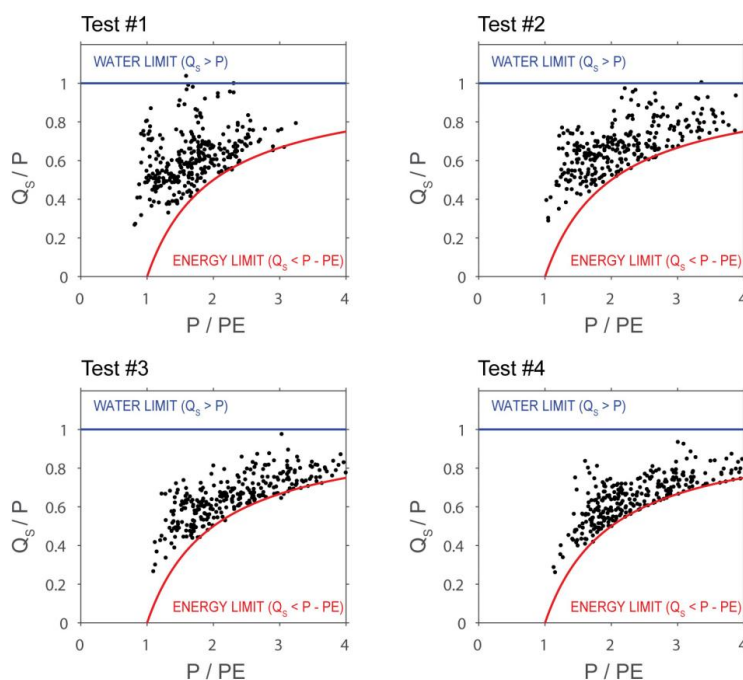 Test #1
WATER LIMIT (Qs > P)
1
0.8
0.6
0.4
0.2
0
Qs / P
ENERGY LIMIT (Qs < P - PE)
0 1 2 3 4
P / PE
Test #2
WATER LIMIT (Qs > P)
1
0.8
0.6
0.4
0.2
0
Qs / P
ENERGY LIMIT (Qs < P - PE)
0 1 2 3 4
P / PE
Test #3
WATER LIMIT (Qs > P)
1
0.8
0.6
0.4
0.2
0
Qs / P
ENERGY LIMIT (Qs < P - PE)
0 1 2 3 4
P / PE
Test #4
WATER LIMIT (Qs > P)
1
0.8
0.6
0.4
0.2
0
Qs / P
ENERGY LIMIT (Qs < P - PE)
0 1 2 3 4
P / PE